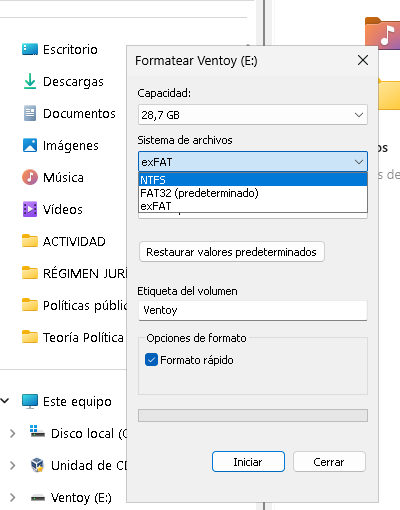 Escritorio
Descargas
Documentos
Imágenes
Música
Vídeos
ACTIVIDAD
RÉGIMEN JURÍ
Políticas públic
Teoría Política
Este equipo
Disco local (C
Unidad de CD
Ventoy (E:)
Formatear Ventoy (E:)
Capacidad:
28,7 GB
Sistema de archivos
exFAT
NTFS
FAT32 (predeterminado)
exFAT
Restaurar valores predeterminados
Etiqueta del volumen
Ventoy
Opciones de formato
Formato rápido
Iniciar
Cerrar
os
s de